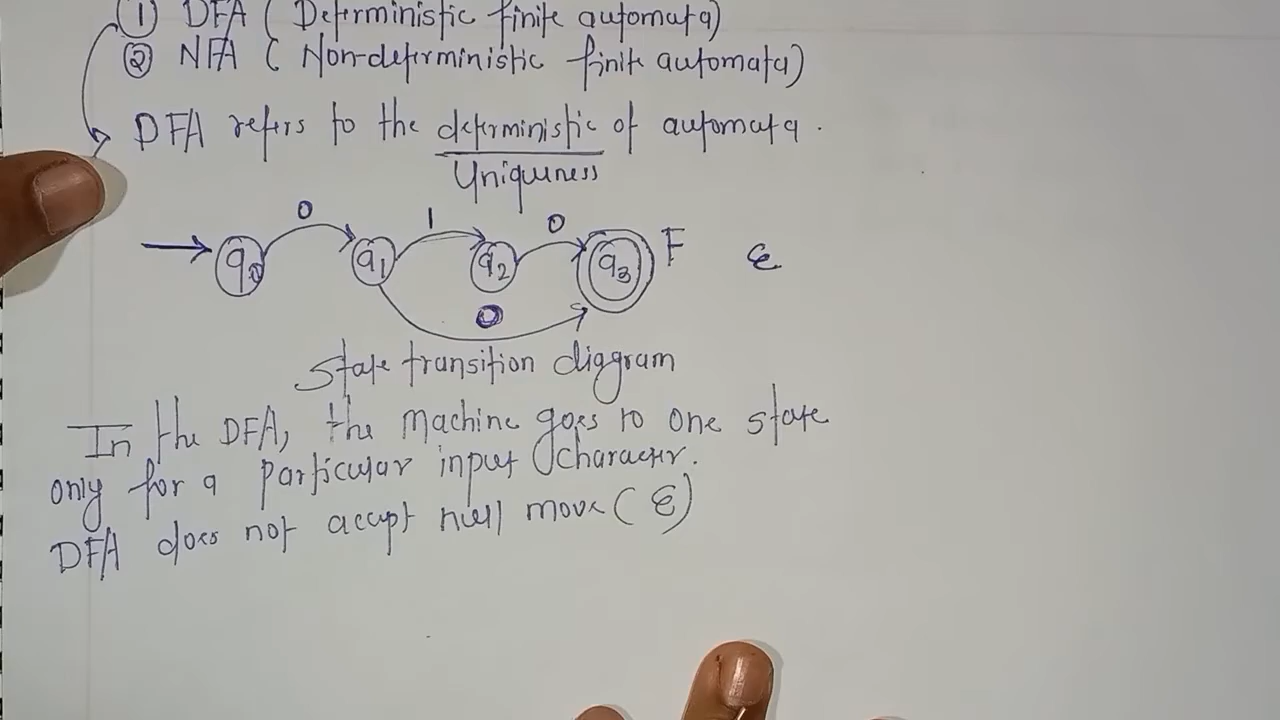 ① DFA ( Deterministic finite automata)
② NFA ( Non-deterministic finite automata)
DFA refers to the deterministic of automata.
Uniqueness
0 1 0
q0 q1 q2 q3 F ε
0
State transition diagram
In the DFA, the machine goes to one state
only for a particular input character.
DFA does not accept null move (ε)